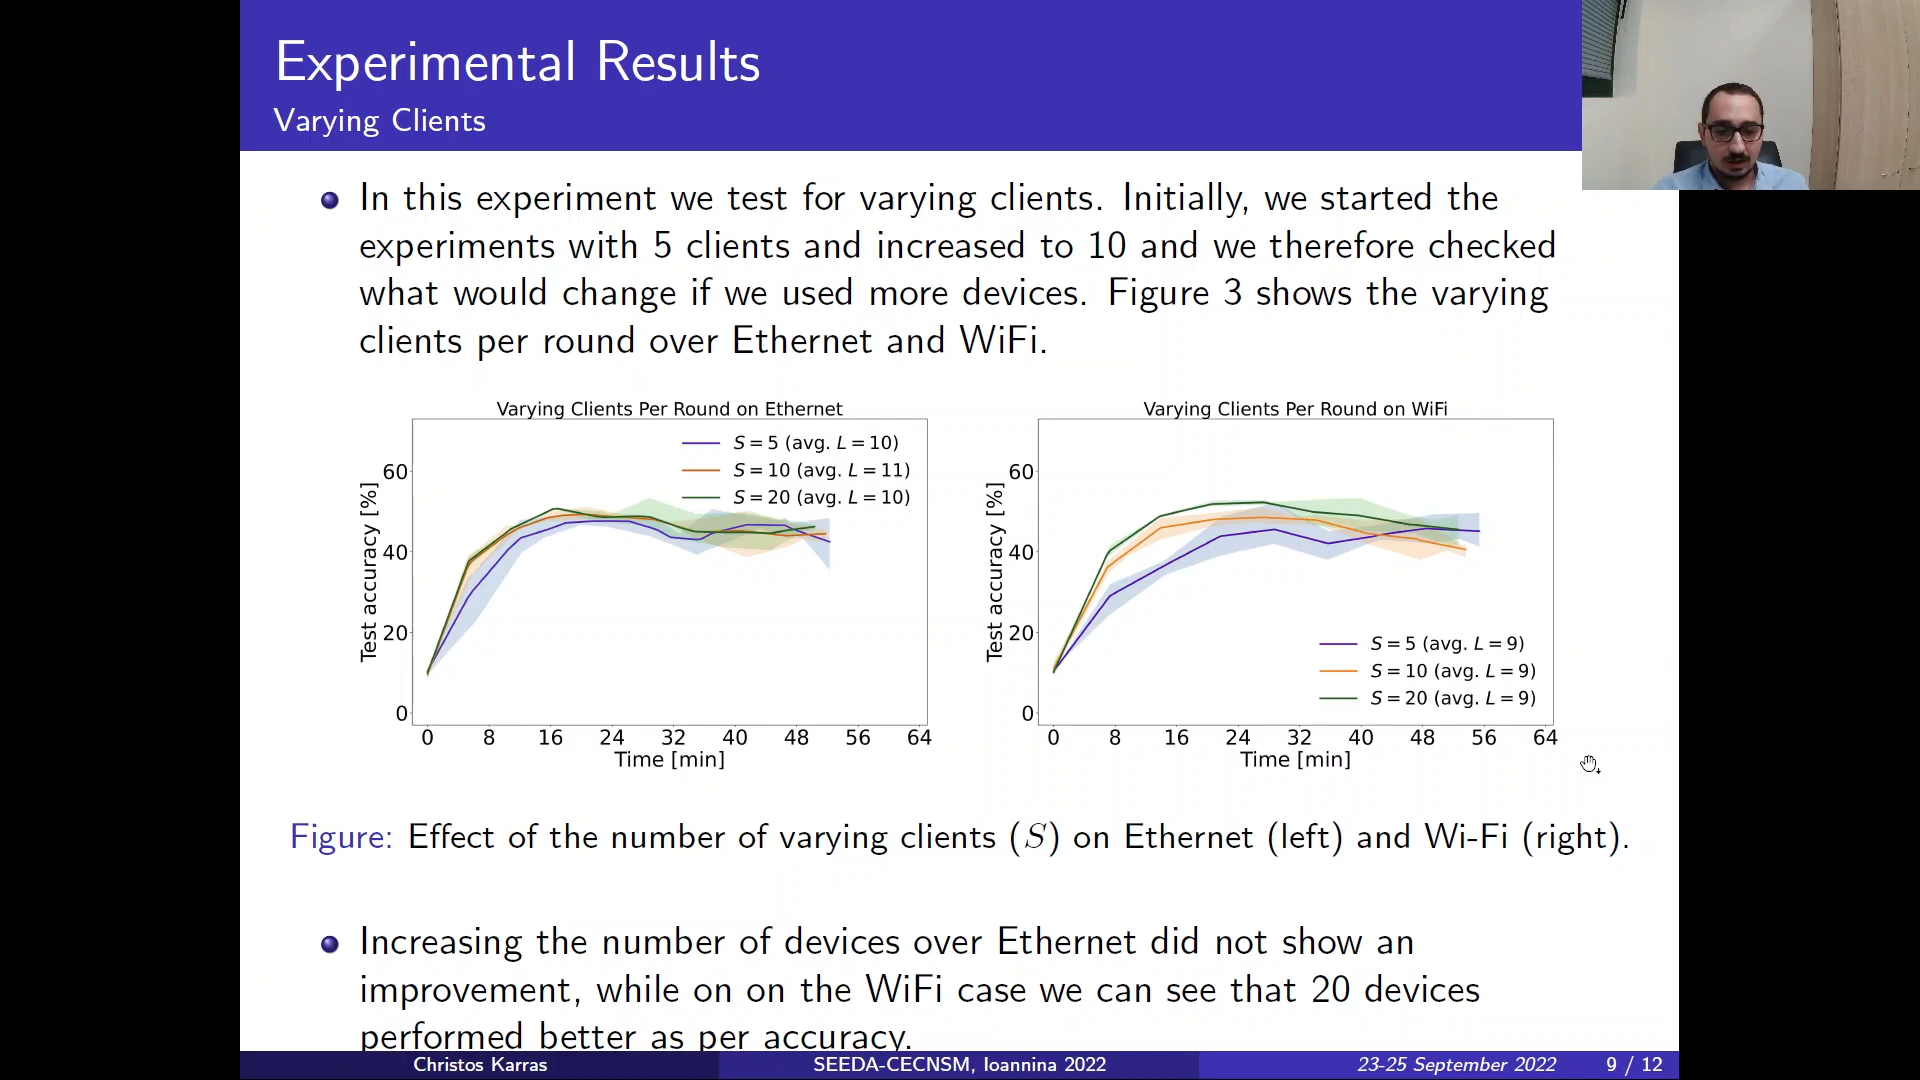 Experimental Results
Varying Clients
In this experiment we test for varying clients. Initially, we started the
experiments with 5 clients and increased to 10 and we therefore checked
what would change if we used more devices. Figure 3 shows the varying
clients per round over Ethernet and WiFi.
Varying Clients Per Round on Ethernet
S = 5 (avg. L = 10)
S = 10 (avg. L = 11)
S = 20 (avg. L = 10)
Test accuracy [%]
60
40
20
0
0 8 16 24 32 40 48 56 64
Time [min]
Varying Clients Per Round on WiFi
Test accuracy [%]
60
40
20
0
S = 5 (avg. L = 9)
S = 10 (avg. L = 9)
S = 20 (avg. L = 9)
0 8 16 24 32 40 48 56 64
Time [min]
Figure: Effect of the number of varying clients (S) on Ethernet (left) and Wi-Fi (right).
Increasing the number of devices over Ethernet did not show an
improvement, while on on the WiFi case we can see that 20 devices
performed better as per accuracy.
Christos Karras SEEDA-CECNSM, Ioannina 2022 23-25 September 2022 9 / 12